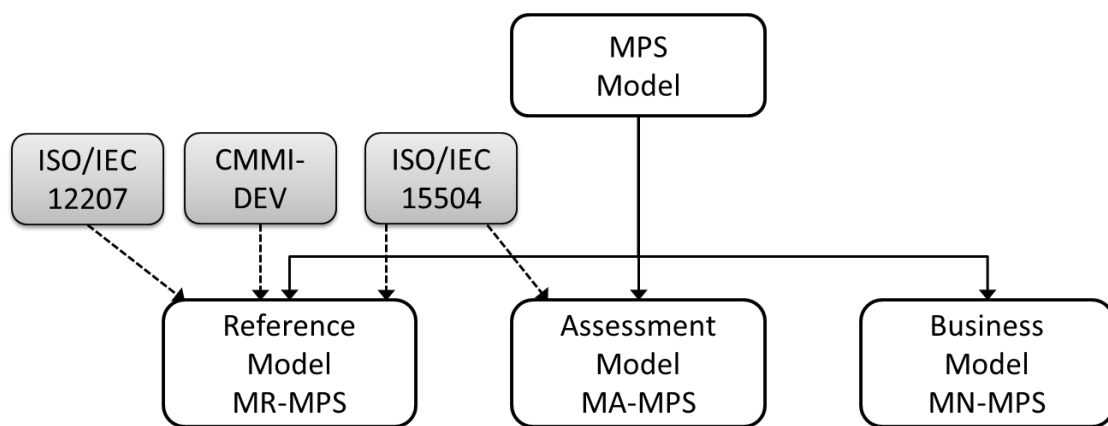 MPS
Model
ISO/IEC
12207
CMMI-
DEV
ISO/IEC
15504
Reference
Model
MR-MPS
Assessment
Model
MA-MPS
Business
Model
MN-MPS